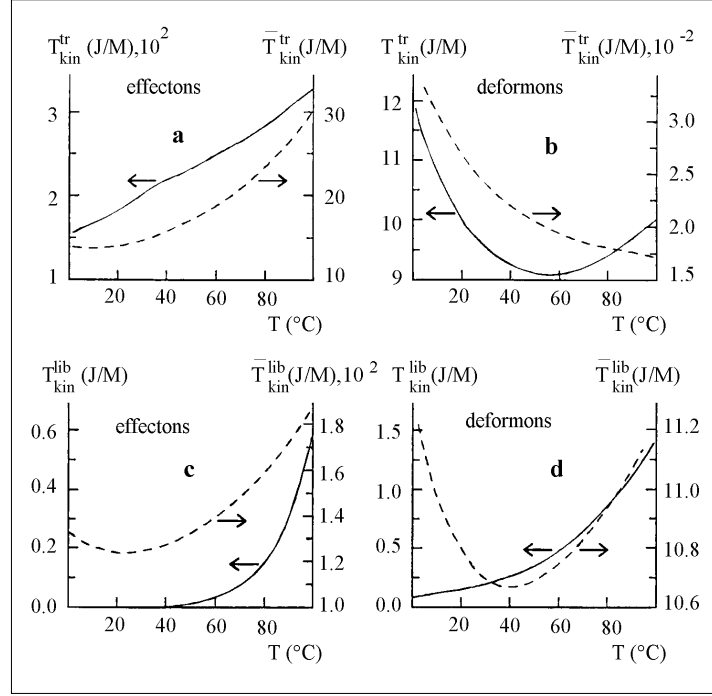 T^tr_kin (J/M),10^2 T̄^tr_kin(J/M)
effectons
a
3
2
1
30
20
10
20 40 60 80
T (°C)
T^tr_kin (J/M) T̄^tr_kin(J/M),10^-2
deformons
b
12
11
10
9
3.0
2.5
2.0
1.5
20 40 60 80
T (°C)
T^lib_kin (J/M) T̄^lib_kin(J/M),10^2
effectons
c
0.6
0.4
0.2
0.0
1.8
1.6
1.4
1.2
1.0
20 40 60 80
T (°C)
T^lib_kin (J/M) T̄^lib_kin(J/M)
deformons
d
1.5
1.0
0.5
0.0
11.2
11.0
10.8
10.6
20 40 60 80
T (°C)